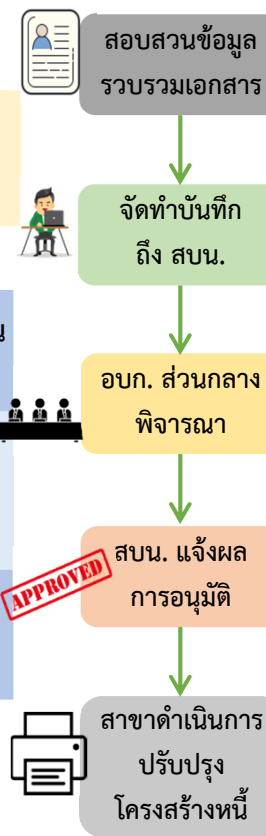 สอบสวนข้อมูล
รวบรวมเอกสาร
จัดทำบันทึก
ถึง สบน.
น
อบก. ส่วนกลาง
พิจารณา
APPROVED
สบน. แจ้งผล
การอนุมัติ
สาขาดำเนินการ
ปรับปรุง
โครงสร้างหนี้